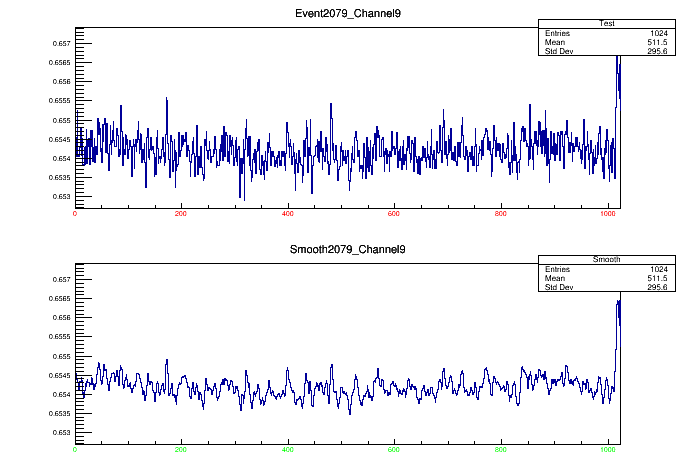 Event2079_Channel9
Test
Entries 1024
Mean 511.5
Std Dev 295.6
0.657
0.6565
0.656
0.6555
0.655
0.6545
0.654
0.6535
0.653
0 200 400 600 800 1000
Smooth2079_Channel9
Smooth
Entries 1024
Mean 511.5
Std Dev 295.6
0.657
0.6565
0.656
0.6555
0.655
0.6545
0.654
0.6535
0.653
0 200 400 600 800 1000